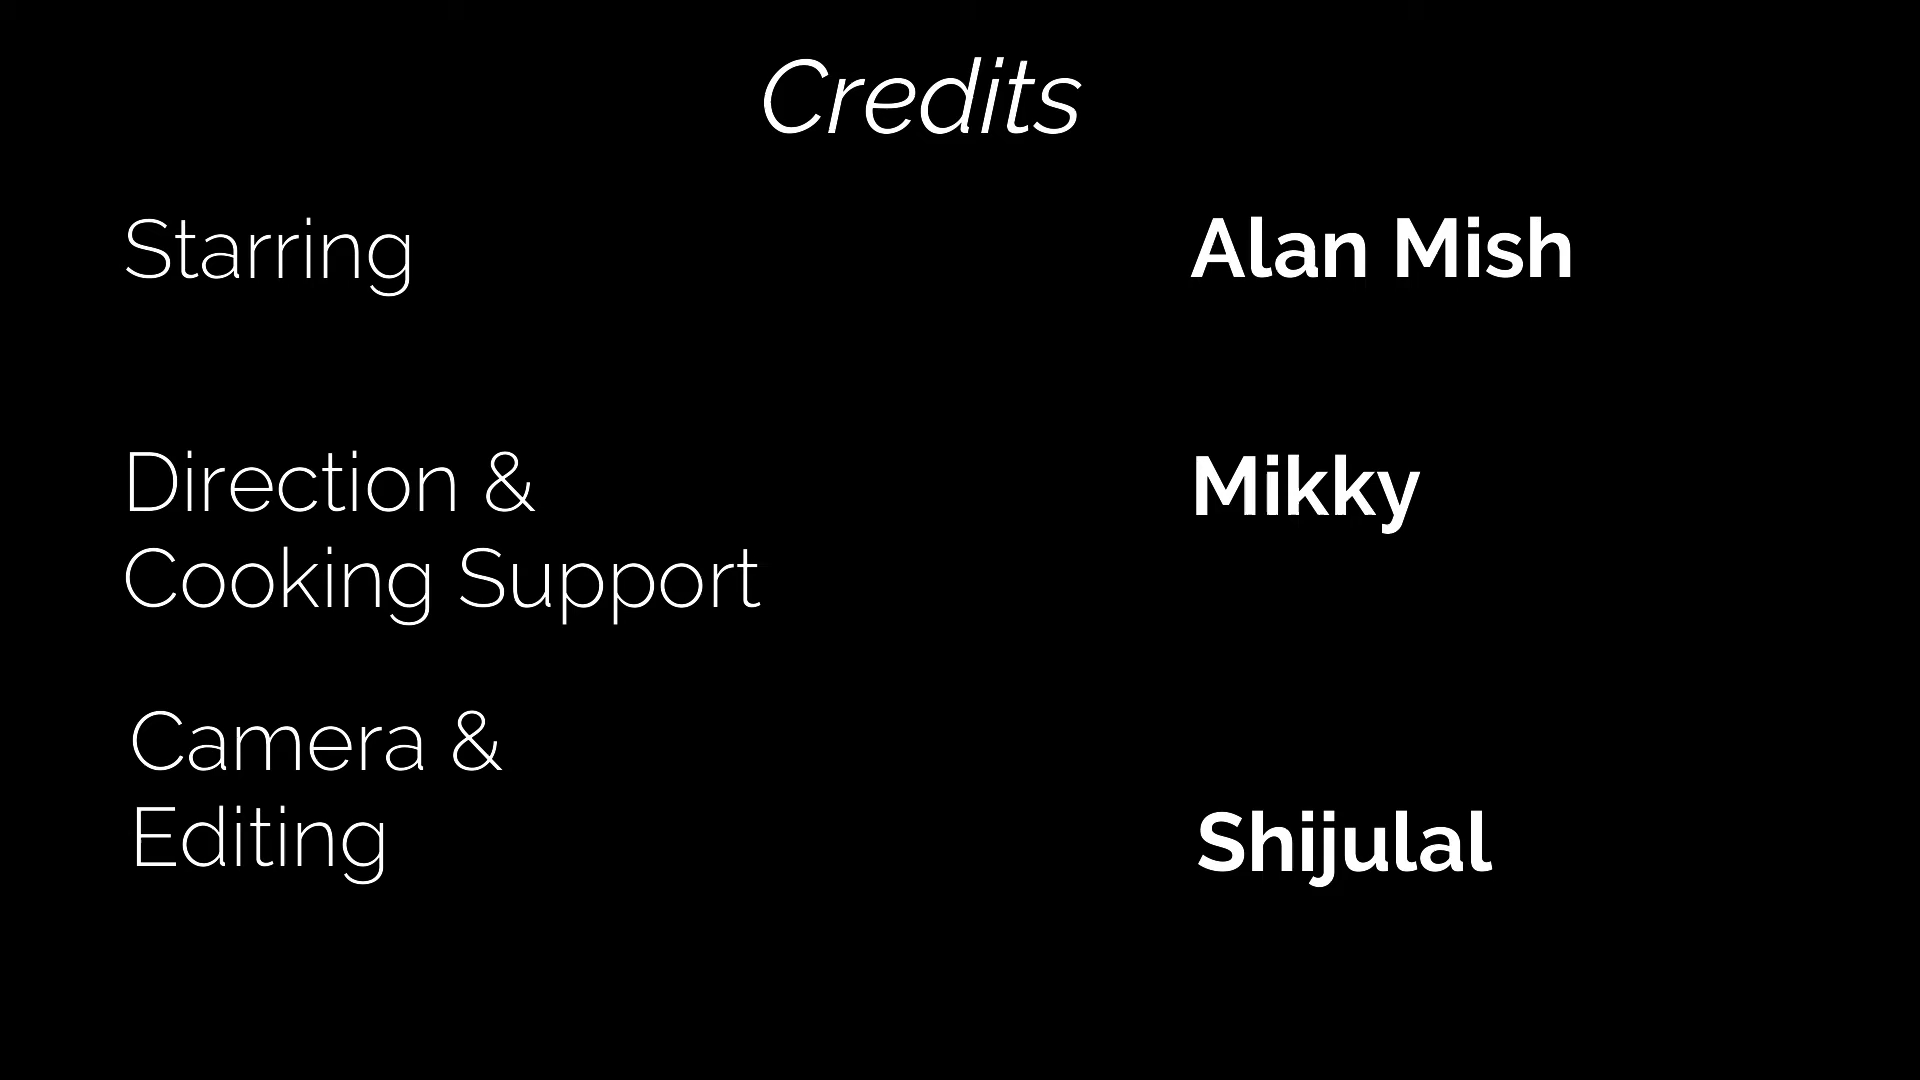 Credits
Starring Alan Mish
Direction & Mikky
Cooking Support
Camera &
Editing Shijulal